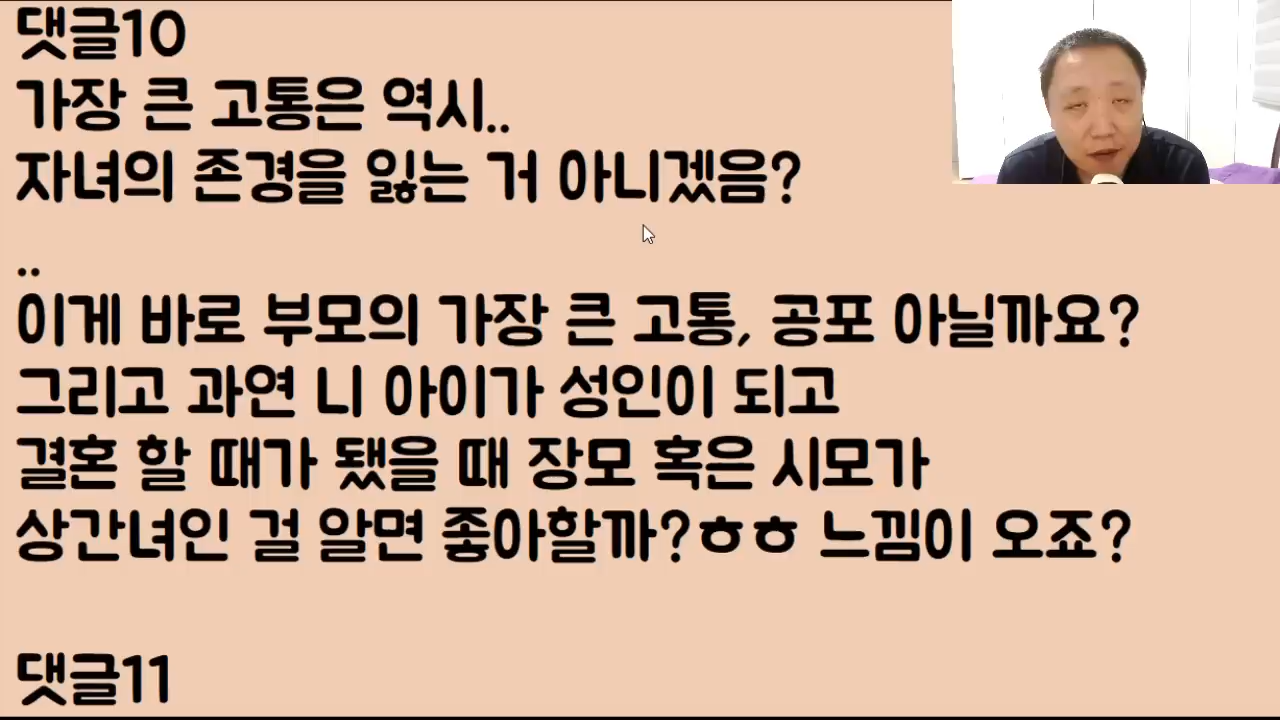 댓글10
가장 큰 고통은 역시..
자녀의 존경을 잃는 거 아니겠음?
..
이게 바로 부모의 가장 큰 고통, 공포 아닐까요?
그리고 과연 니 아이가 성인이 되고
결혼 할 때가 됐을 때 장모 혹은 시모가
상간녀인 걸 알면 좋아할까?ㅎㅎ 느낌이 오죠?
댓글11